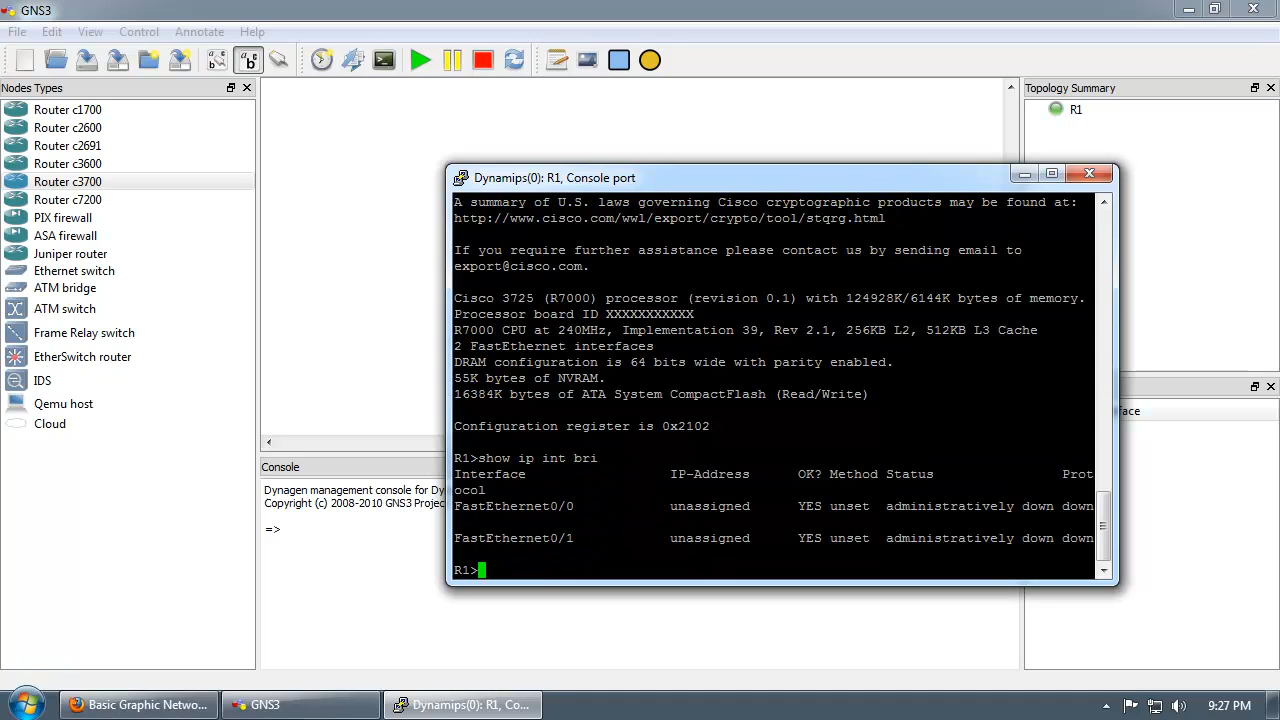 GNS3
File Edit View Control Annotate Help
Nodes Types
Router c1700
Router c2600
Router c2691
Router c3600
Router c3700
Router c7200
PIX firewall
ASA firewall
Juniper router
Ethernet switch
ATM bridge
ATM switch
Frame Relay switch
EtherSwitch router
IDS
Qemu host
Cloud
Topology Summary
R1
face
Console
Dynagen management console for Dy
Copyright (c) 2008-2010 GNS3 Projec
=>
Dynamips(0): R1, Console port
A summary of U.S. laws governing Cisco cryptographic products may be found at:
http://www.cisco.com/wwl/export/crypto/tool/stqrg.html
If you require further assistance please contact us by sending email to
export@cisco.com.
Cisco 3725 (R7000) processor (revision 0.1) with 124928K/6144K bytes of memory.
Processor board ID XXXXXXXXXXX
R7000 CPU at 240MHz, Implementation 39, Rev 2.1, 256KB L2, 512KB L3 Cache
2 FastEthernet interfaces
DRAM configuration is 64 bits wide with parity enabled.
55K bytes of NVRAM.
16384K bytes of ATA System CompactFlash (Read/Write)
Configuration register is 0x2102
R1>show ip int bri
Interface IP-Address OK? Method Status Prot
ocol
FastEthernet0/0 unassigned YES unset administratively down down
FastEthernet0/1 unassigned YES unset administratively down down
R1>
Basic Graphic Netwo... GNS3 Dynamips(0): R1, Co... 9:27 PM